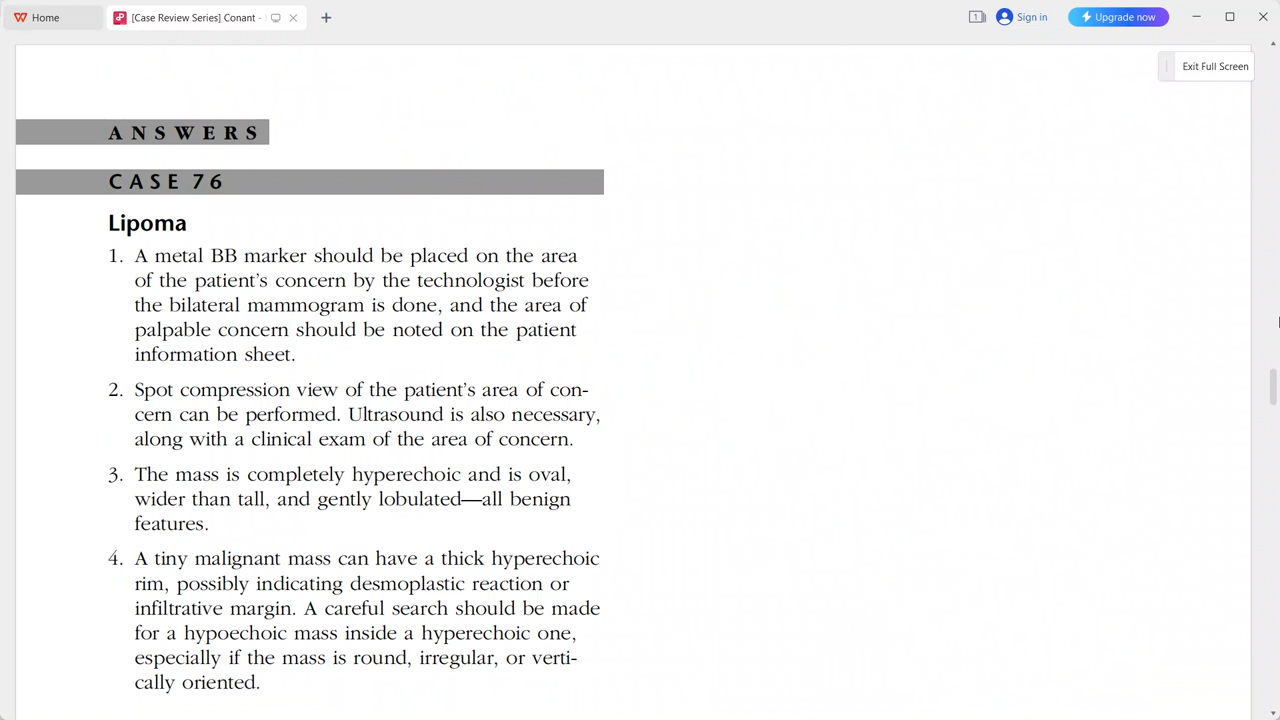 Home
[Case Review Series] Conant -
1
Sign in
Upgrade now
Exit Full Screen
ANSWERS
CASE 76
Lipoma
1. A metal BB marker should be placed on the area
of the patient's concern by the technologist before
the bilateral mammogram is done, and the area of
palpable concern should be noted on the patient
information sheet.
2. Spot compression view of the patient's area of con-
cern can be performed. Ultrasound is also necessary,
along with a clinical exam of the area of concern.
3. The mass is completely hyperechoic and is oval,
wider than tall, and gently lobulated—all benign
features.
4. A tiny malignant mass can have a thick hyperechoic
rim, possibly indicating desmoplastic reaction or
infiltrative margin. A careful search should be made
for a hypoechoic mass inside a hyperechoic one,
especially if the mass is round, irregular, or verti-
cally oriented.